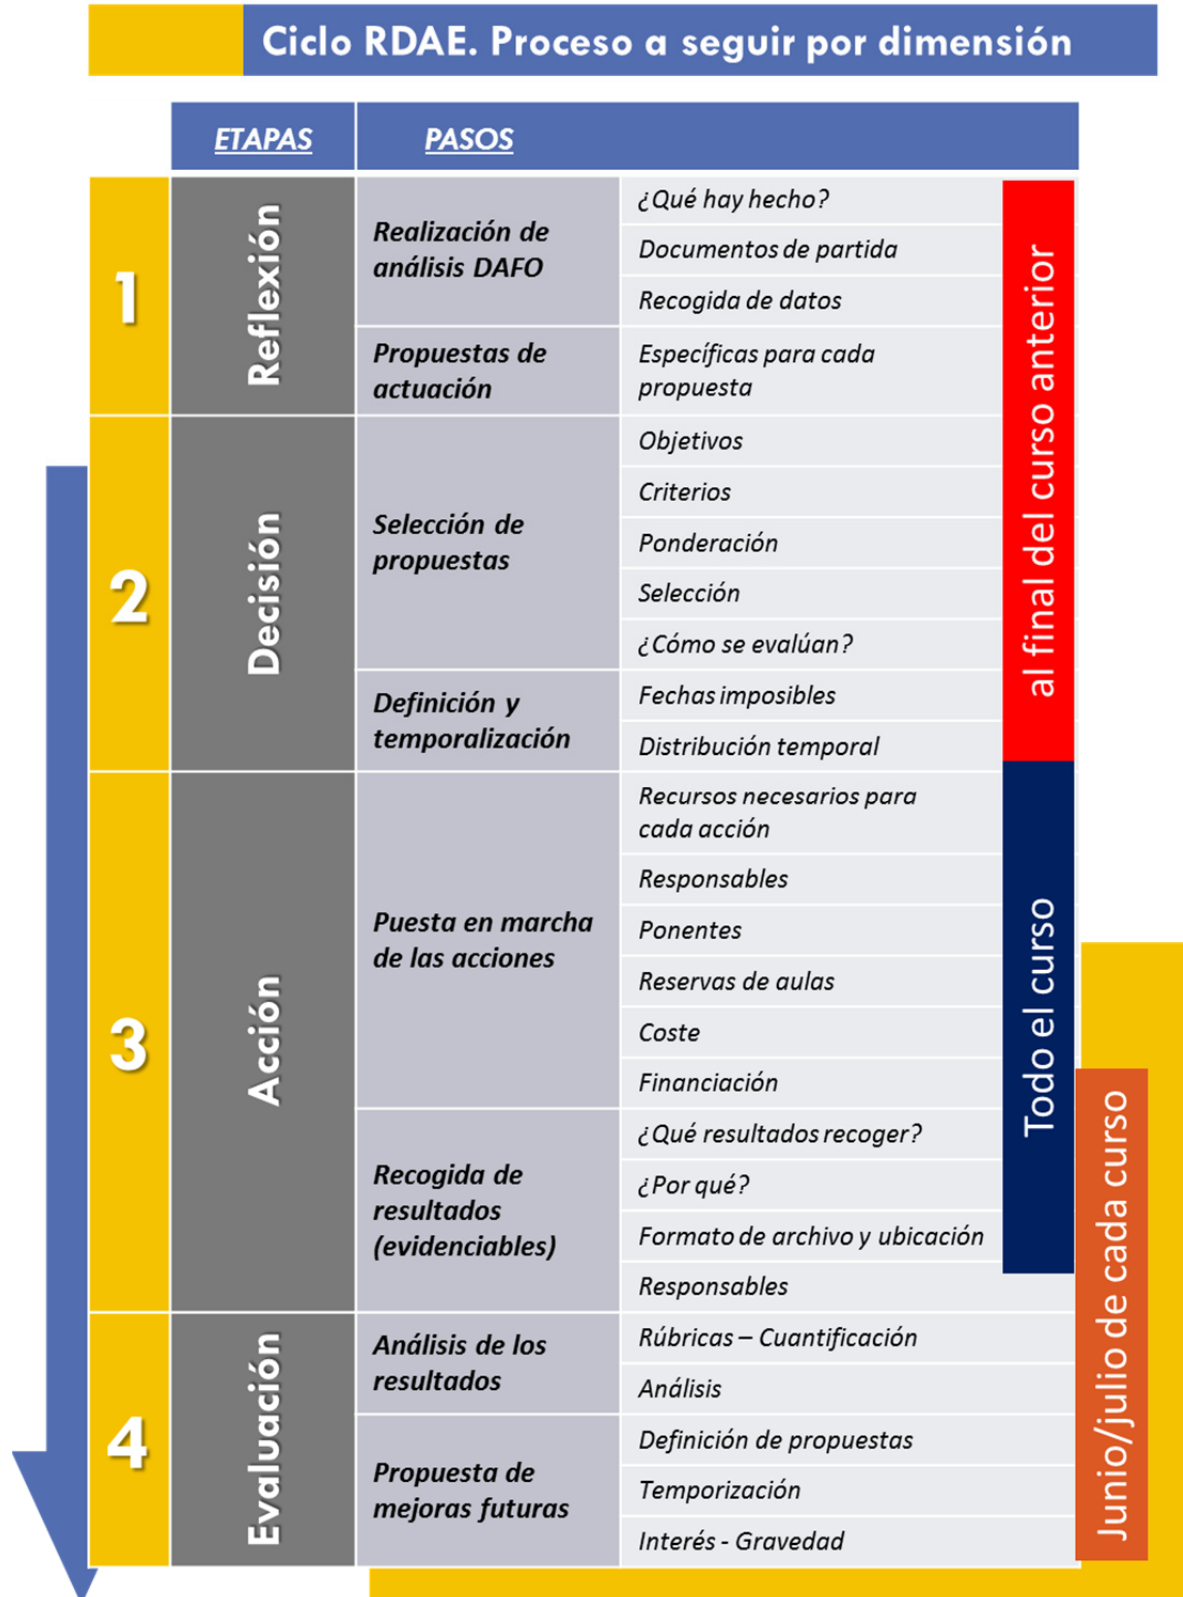 Ciclo RDAE. Proceso a seguir por dimensión
ETAPAS
PASOS
1
Reflexión
Realización de
análisis DAFO
¿Qué hay hecho?
Documentos de partida
Recogida de datos
Propuestas de
actuación
Específicas para cada
propuesta
2
Decisión
Selección de
propuestas
Objetivos
Criterios
Ponderación
Selección
¿Cómo se evalúan?
Definición y
temporalización
Fechas imposibles
Distribución temporal
al final del curso anterior
3
Acción
Puesta en marcha
de las acciones
Recursos necesarios para
cada acción
Responsables
Ponentes
Reservas de aulas
Coste
Financiación
Recogida de
resultados
(evidenciables)
¿Qué resultados recoger?
¿Por qué?
Formato de archivo y ubicación
Responsables
Todo el curso
4
Evaluación
Análisis de los
resultados
Rúbricas – Cuantificación
Análisis
Propuesta de
mejoras futuras
Definición de propuestas
Temporización
Interés - Gravedad
Junio/julio de cada curso